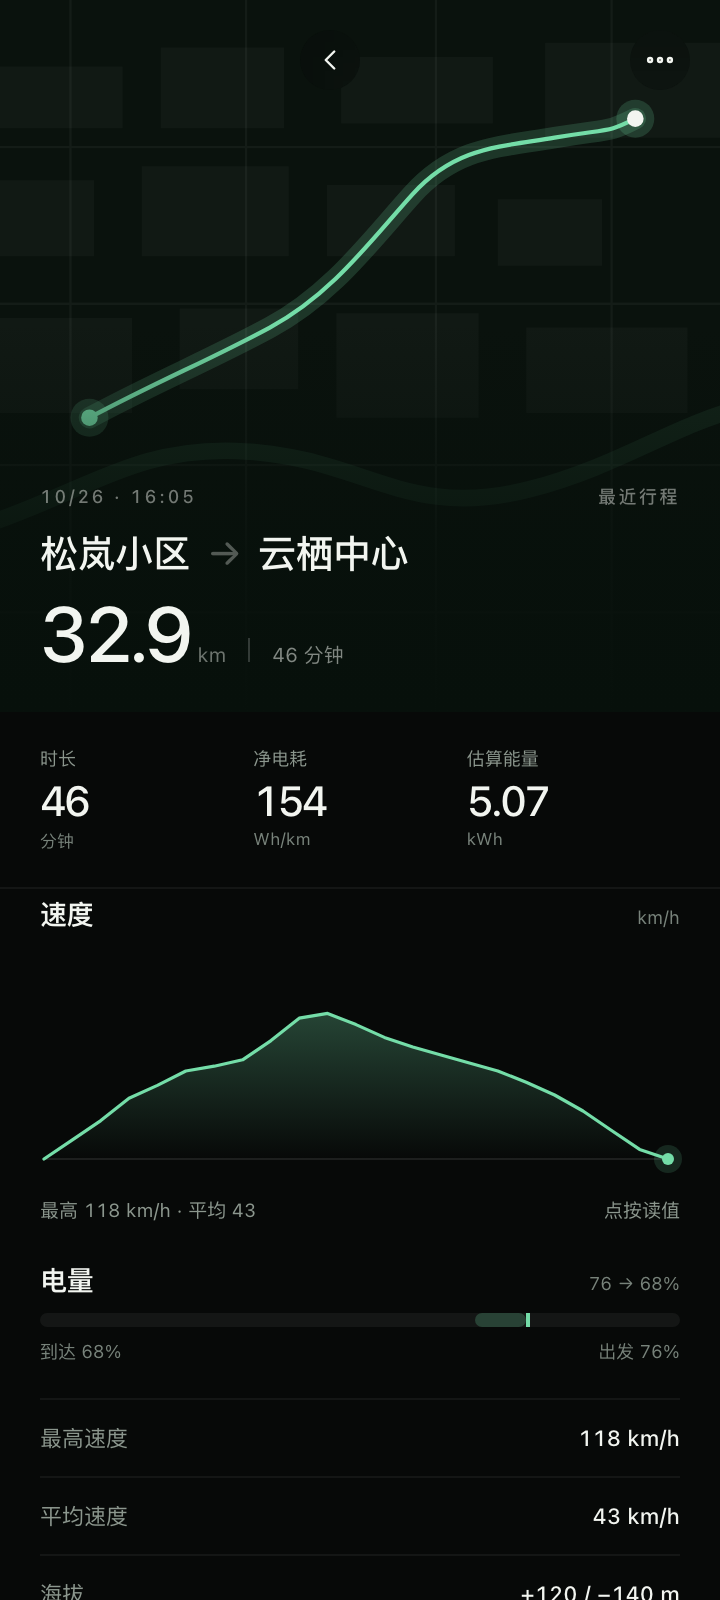 10/26 · 16:05
最近行程
松岚小区 → 云栖中心
32.9 km | 46 分钟
时长
净电耗
估算能量
46
154
5.07
分钟
Wh/km
kWh
速度
km/h
最高 118 km/h · 平均 43
点按读值
电量
76 → 68%
到达 68%
出发 76%
最高速度
118 km/h
平均速度
43 km/h
海拔
+120 / −140 m